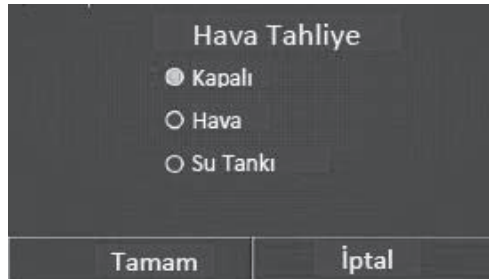 Hava Tahliye
Kapalı
Hava
Su Tankı
Tamam
İptal